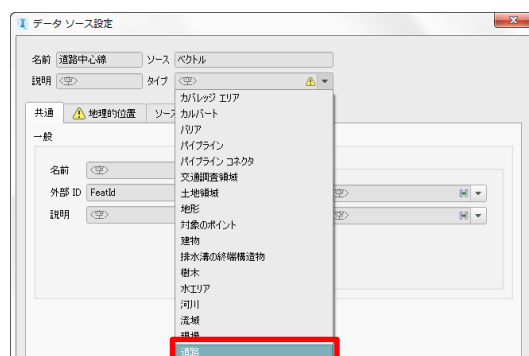 データ ソース設定
名前 道路中心線 ソース ベクトル
説明 <空> タイプ <空>
共通 地理的位置 ソース
一般
名前 <空>
外部 ID FeatId <空>
説明 <空> <空>
カバレッジ エリア
カルバート
バリア
パイプライン
パイプライン コネクタ
交通調査領域
土地領域
地形
対象のポイント
建物
排水溝の終端構造物
樹木
水エリア
河川
流域
現場
道路